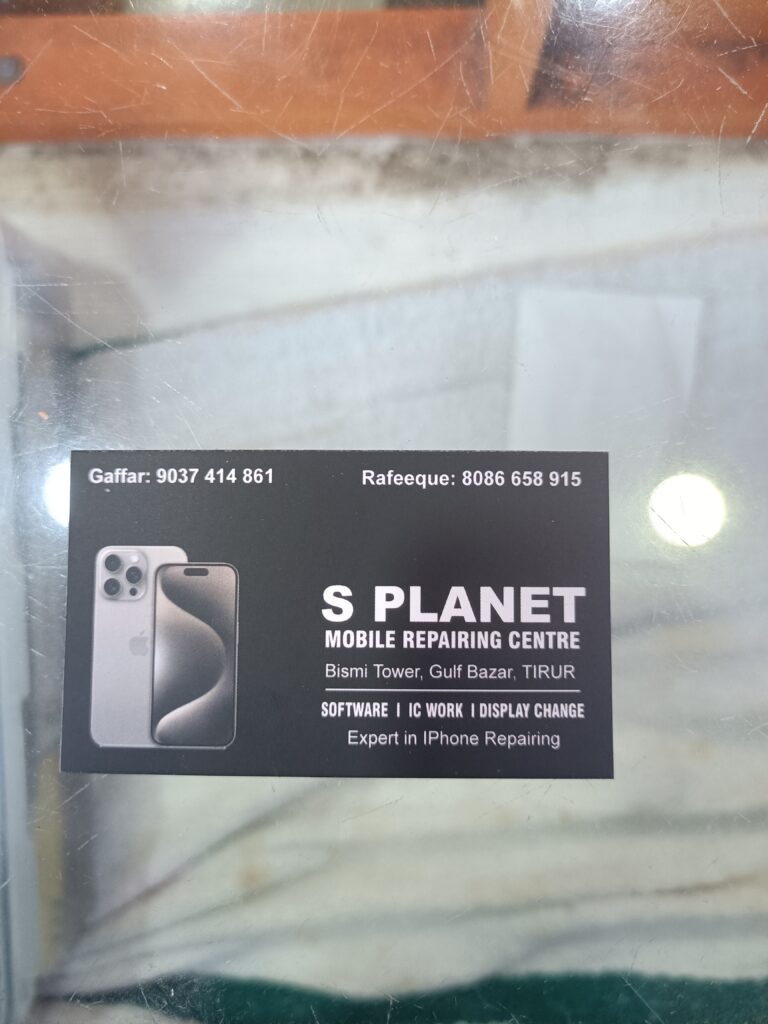 Gaffar: 9037 414 861
Rafeeque: 8086 658 915
S PLANET
MOBILE REPAIRING CENTRE
Bismi Tower, Gulf Bazar, TIRUR
SOFTWARE I IC WORK I DISPLAY CHANGE
Expert in IPhone Repairing